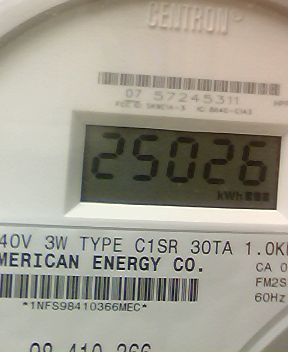 CENTRON®
07 57245311
25026
kWh
40V 3W TYPE C1SR 30TA 1.0K
MERICAN ENERGY CO. CA 0
FM2S
*1NFS98410366MEC* 60Hz
98 410 366